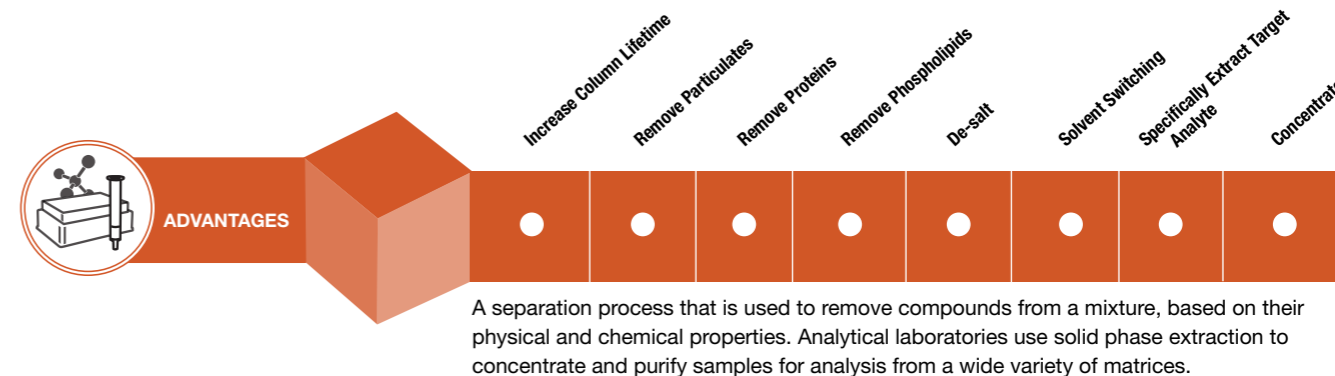 Increase Column Lifetime
Remove Particulates
Remove Proteins
Remove Phospholipids
De-salt
Solvent Switching
Specifically Extract Target
Analyte
Concentrate
ADVANTAGES
A separation process that is used to remove compounds from a mixture, based on their
physical and chemical properties. Analytical laboratories use solid phase extraction to
concentrate and purify samples for analysis from a wide variety of matrices.